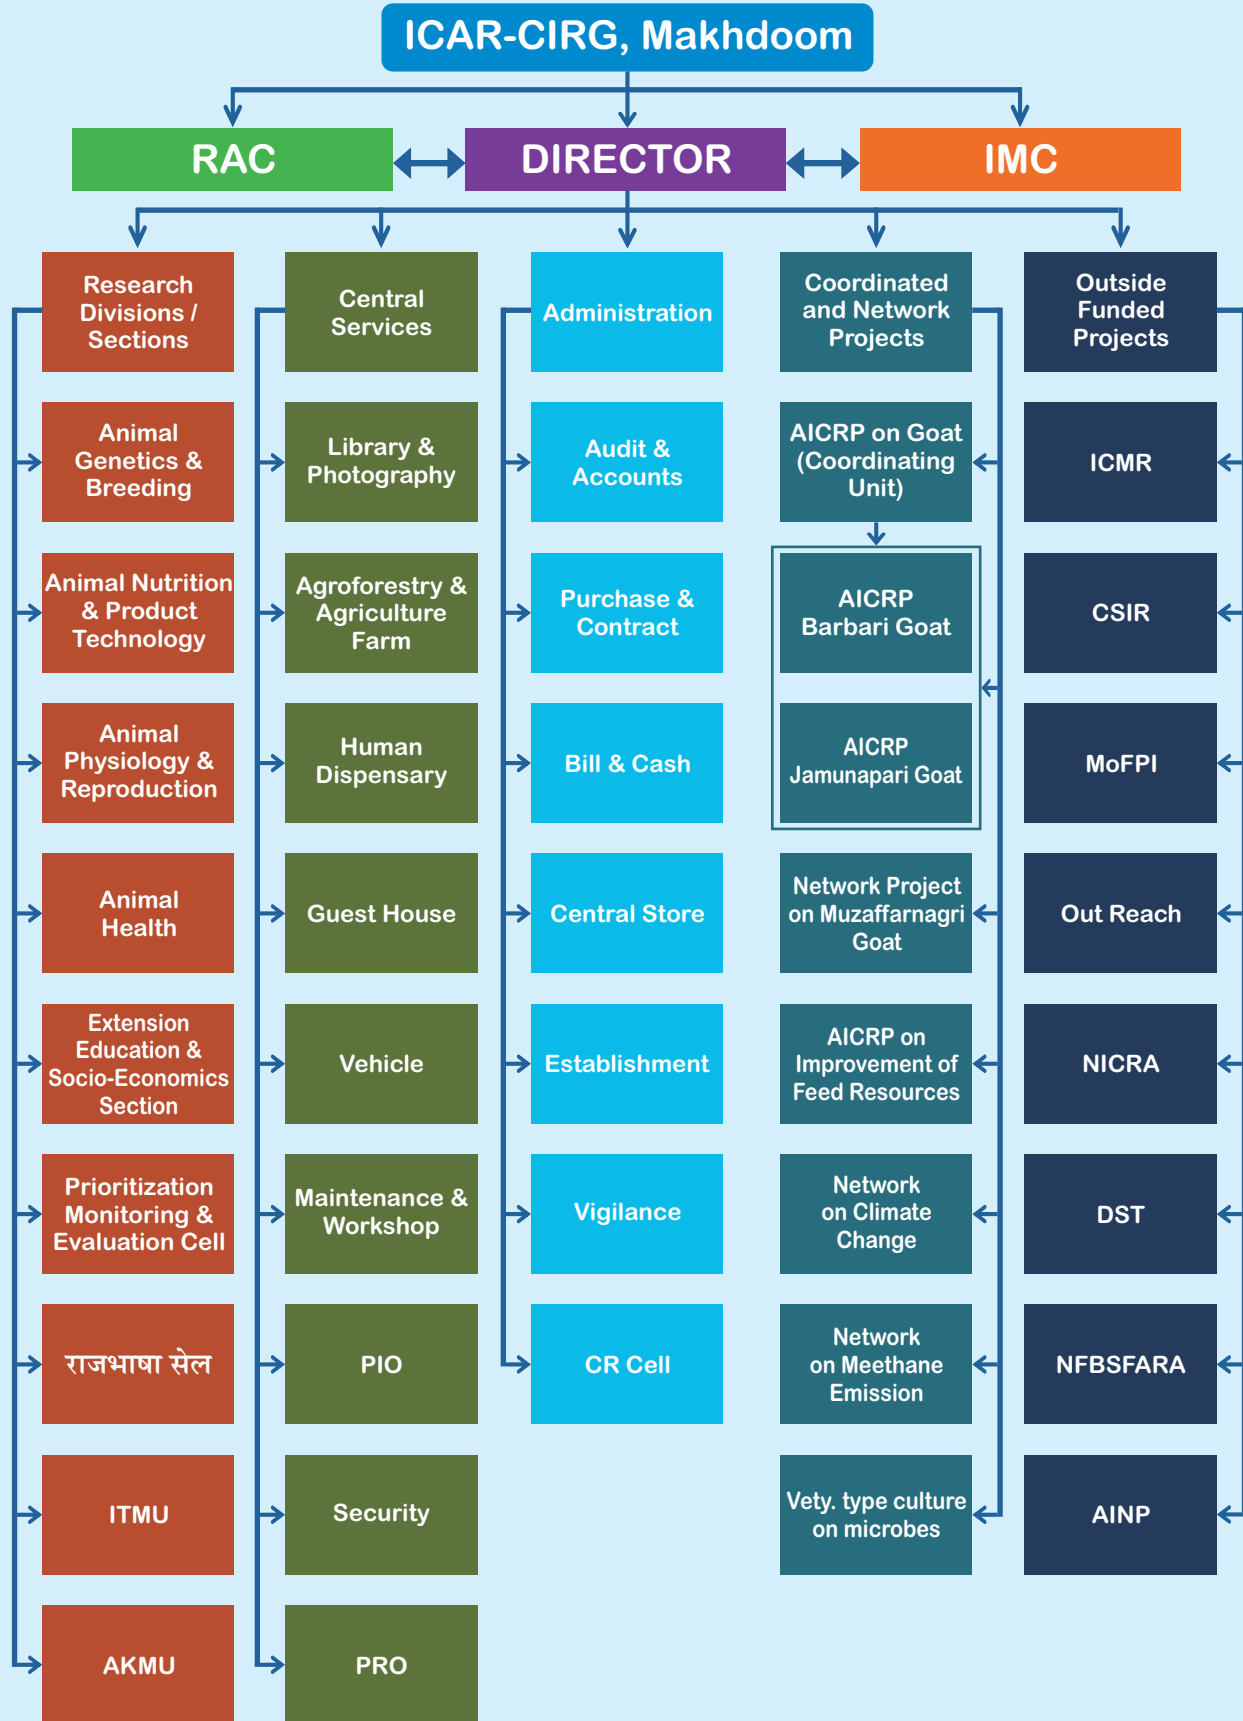 ICAR-CIRG, Makhdoom
RAC
DIRECTOR
IMC
Research
Divisions /
Sections
Animal
Genetics &
Breeding
Animal Nutrition
& Product
Technology
Animal
Physiology &
Reproduction
Animal
Health
Extension
Education &
Socio-Economics
Section
Prioritization
Monitoring &
Evaluation Cell
राजभाषा सेल
ITMU
AKMU
Central
Services
Library &
Photography
Agroforestry &
Agriculture
Farm
Human
Dispensary
Guest House
Vehicle
Maintenance &
Workshop
PIO
Security
PRO
Administration
Audit &
Accounts
Purchase &
Contract
Bill & Cash
Central Store
Establishment
Vigilance
CR Cell
Coordinated
and Network
Projects
AICRP on Goat
(Coordinating
Unit)
AICRP
Barbari Goat
AICRP
Jamunapari Goat
Network Project
on Muzaffarnagri
Goat
AICRP on
Improvement of
Feed Resources
Network
on Climate
Change
Network
on Meethane
Emission
Vety. type culture
on microbes
Outside
Funded
Projects
ICMR
CSIR
MoFPI
Out Reach
NICRA
DST
NFBSFARA
AINP